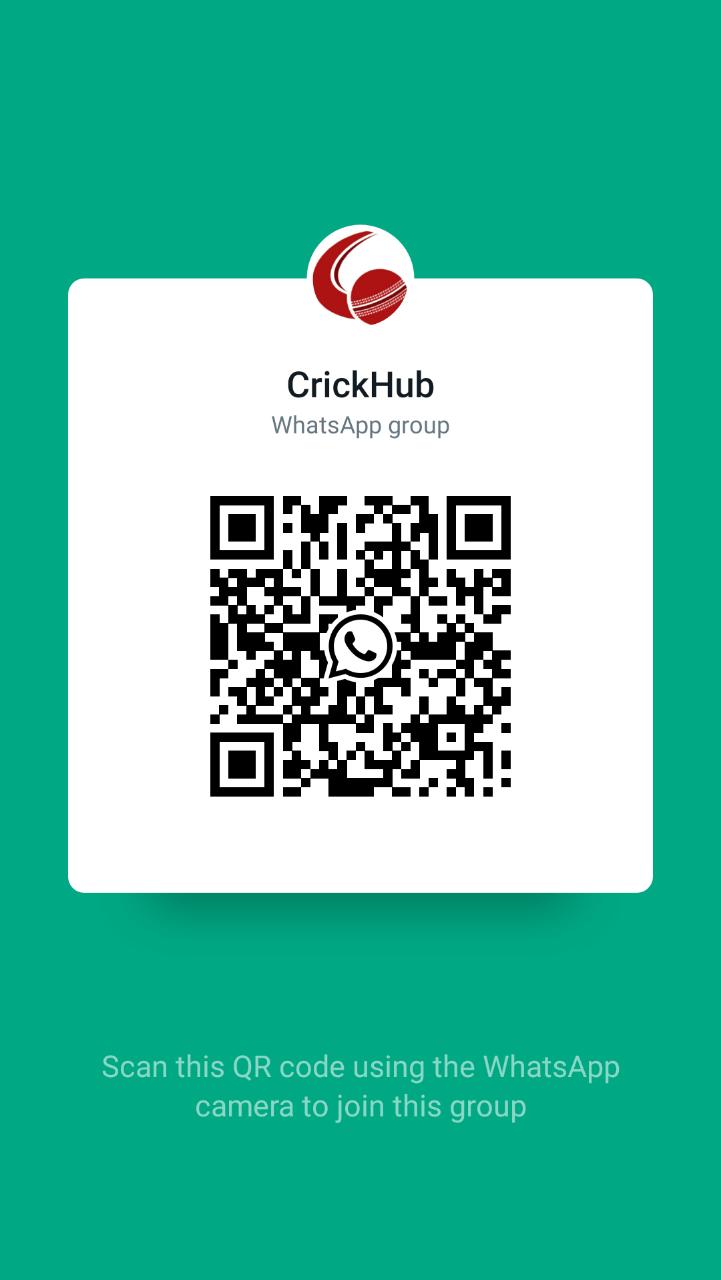 CrickHub
WhatsApp group
Scan this QR code using the WhatsApp
camera to join this group